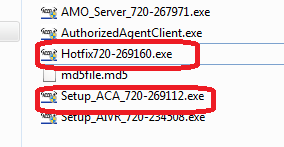 AMO_Server_720-267971.exe
AuthorizedAgentClient.exe
Hotfix720-269160.exe
md5file.md5
Setup_ACA_720-269112.exe
Setup_AIVR_720-234508.exe